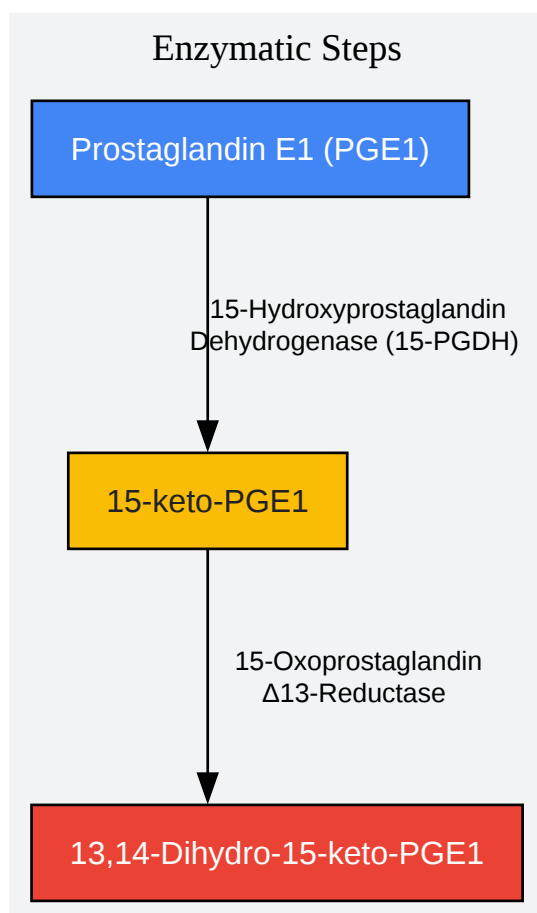 Enzymatic Steps
Prostaglandin E1 (PGE1)
15-Hydroxyprostaglandin
Dehydrogenase (15-PGDH)
15-keto-PGE1
15-Oxoprostaglandin
Δ13-Reductase
13,14-Dihydro-15-keto-PGE1